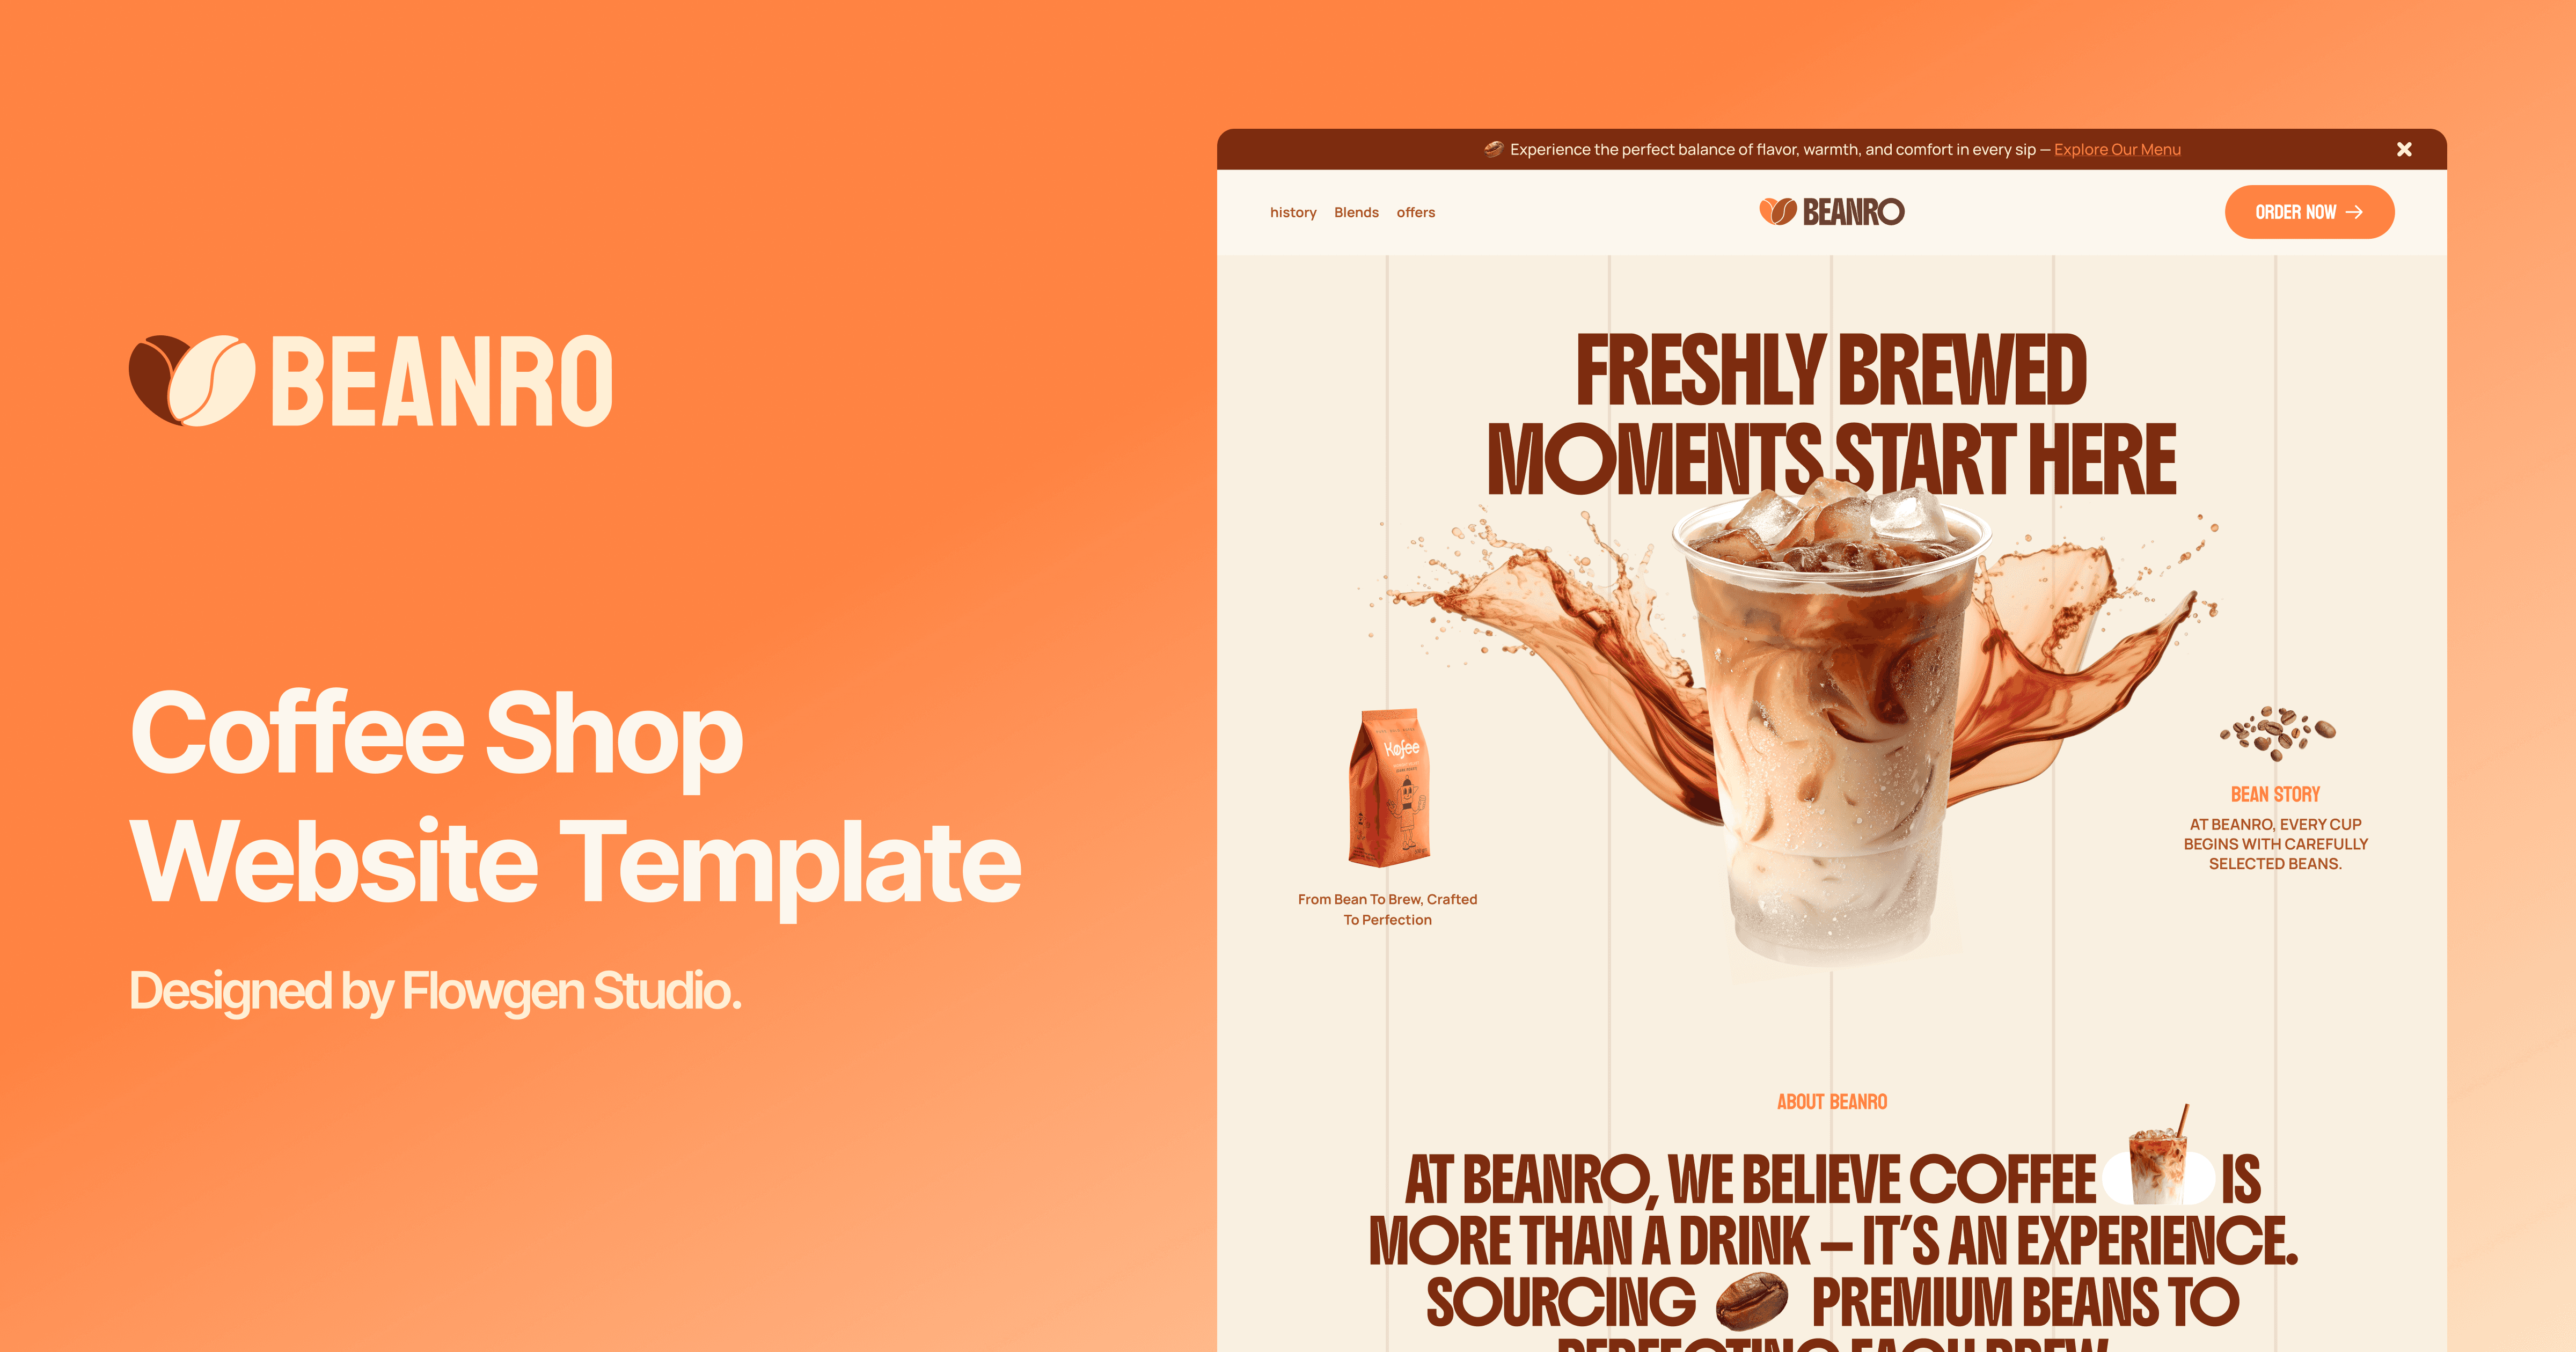 BEANRO
Coffee Shop
Website Template
Designed by Flowgen Studio.
Experience the perfect balance of flavor, warmth, and comfort in every sip — Explore Our Menu
history Blends offers
BEANRO
ORDER NOW →
FRESHLY BREWED
MOMENTS START HERE
Kofee
From Bean To Brew, Crafted
To Perfection
BEAN STORY
AT BEANRO, EVERY CUP
BEGINS WITH CAREFULLY
SELECTED BEANS.
ABOUT BEANRO
AT BEANRO, WE BELIEVE COFFEE IS
MORE THAN A DRINK – IT'S AN EXPERIENCE.
SOURCING PREMIUM BEANS TO
PERFECTING EACH BREW